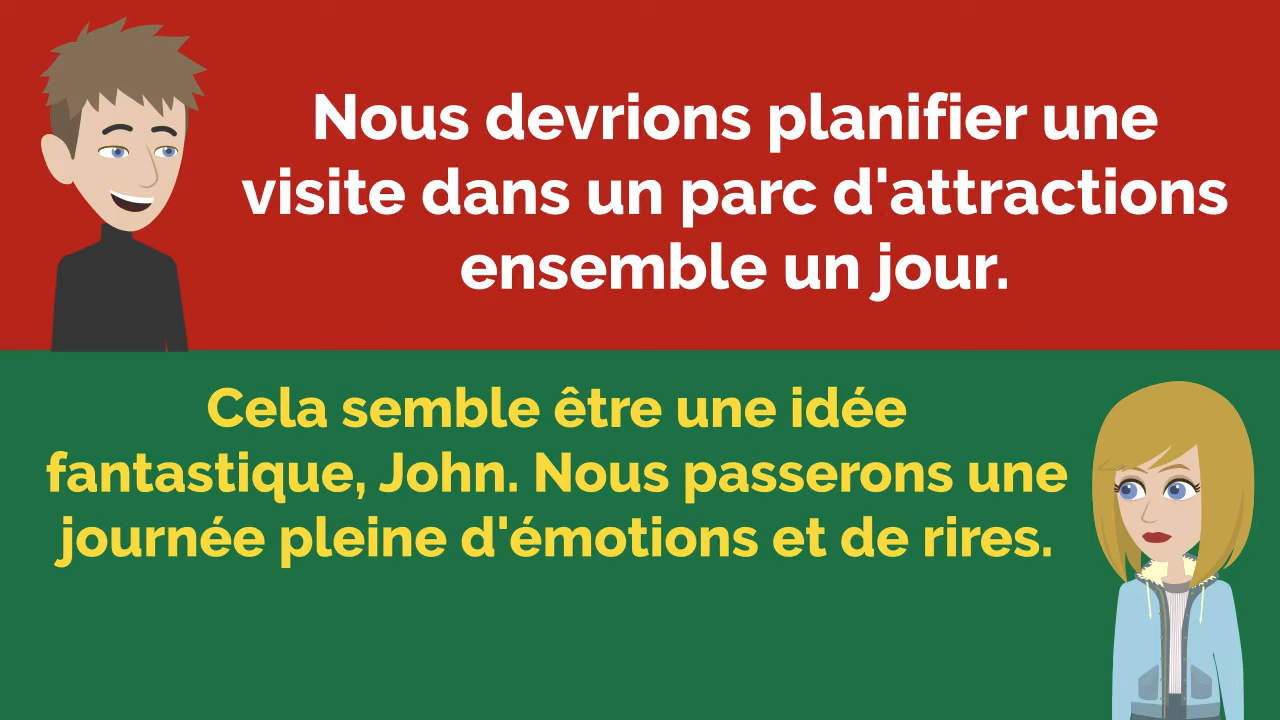 Nous devrions planifier une
visite dans un parc d'attractions
ensemble un jour.
Cela semble être une idée
fantastique, John. Nous passerons une
journée pleine d'émotions et de rires.